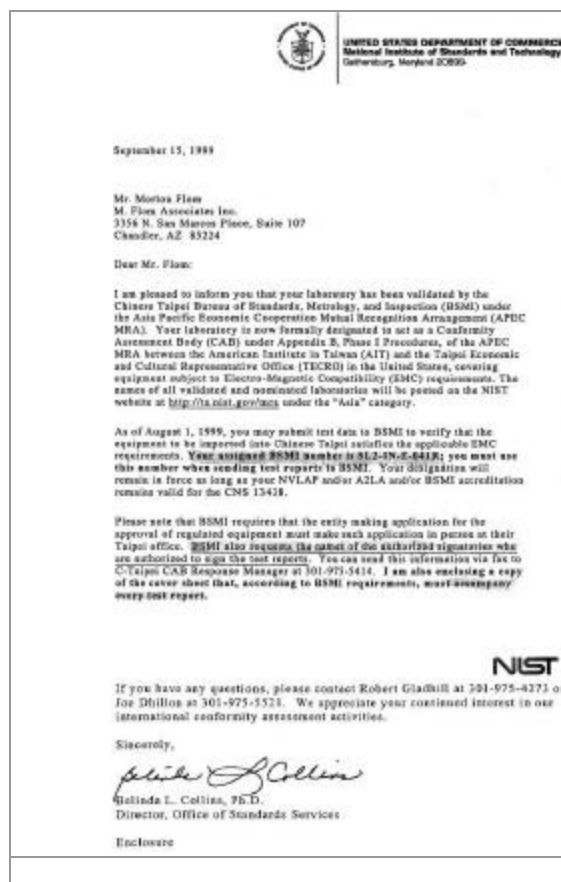 UNITED STATES DEPARTMENT OF COMMERCE
National Institute of Standards and Technology
Gaithersburg, Maryland 20899-
September 15, 1999
Mr. Morton Flom
M. Flom Associates Inc.
3356 N. San Marcos Place, Suite 107
Chandler, AZ 85224
Dear Mr. Flom:
I am pleased to inform you that your laboratory has been validated by the
Chinese Taipei Bureau of Standards, Metrology, and Inspection (BSMI) under
the Asia Pacific Economic Cooperation Mutual Recognition Arrangement (APEC
MRA). Your laboratory is now formally designated to act as a Conformity
Assessment Body (CAB) under Appendix B, Phase I Procedures, of the APEC
MRA between the American Institute in Taiwan (AIT) and the Taipei Economic
and Cultural Representative Office (TECRO) in the United States, covering
equipment subject to Electro-Magnetic Compatibility (EMC) requirements. The
names of all validated and nominated laboratories will be posted on the NIST
website at http://ts.nist.gov/mra under the "Asia" category.
As of August 1, 1999, you may submit test data to BSMI to verify that the
equipment to be imported into Chinese Taipei satisfies the applicable EMC
requirements. Your assigned BSMI number is SL2-IN-E-041R; you must use
this number when sending test reports to BSMI. Your designation will
remain in force as long as your NVLAP and/or A2LA and/or BSMI accreditation
remains valid for the CNS 13438.
Please note that BSMI requires that the entity making application for the
approval of regulated equipment must make such application in person at their
Taipei office. BSMI also requests the names of the authorized signatories who
are authorized to sign the test reports. You can send this information via fax to
C-Taipei CAB Response Manager at 301-975-5414. I am also enclosing a copy
of the cover sheet that, according to BSMI requirements, must accompany
every test report.
NIST
If you have any questions, please contact Robert Gladhill at 301-975-4273 or
Joe Dhillon at 301-975-5521. We appreciate your continued interest in our
international conformity assessment activities.
Sincerely,
Belinda L Collins
Belinda L. Collins, Ph.D.
Director, Office of Standards Services
Enclosure